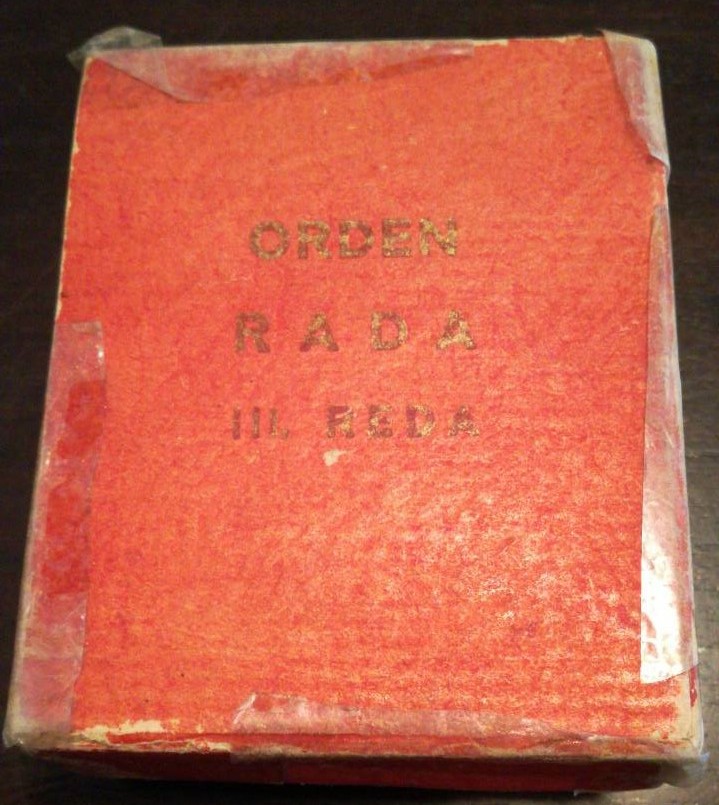 ORDEN
RADA
III. REDA